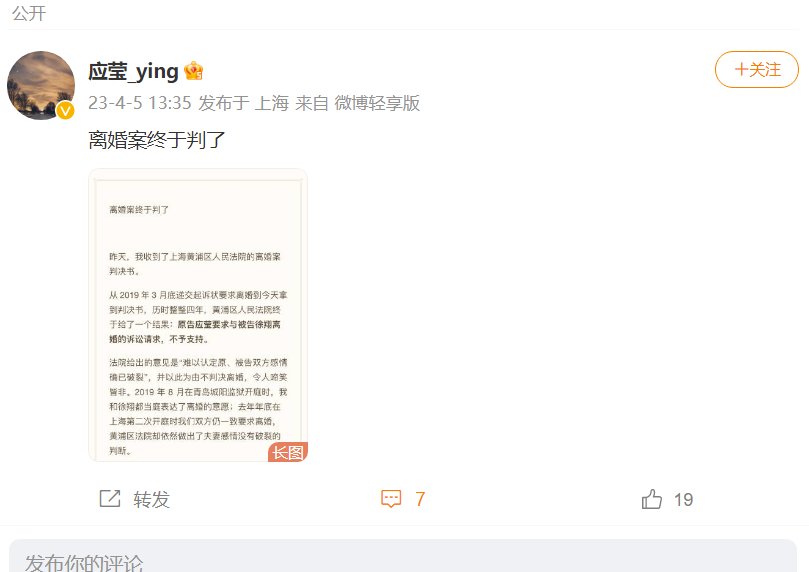 公开
应莹_ying
+关注
23-4-5 13:35 发布于 上海 来自 微博轻享版
离婚案终于判了
离婚案终于判了
昨天，我收到了上海黄浦区人民法院的离婚案
判决书。
从 2019 年 3 月底递交起诉状要求离婚到今天拿
到判决书，历时整整四年，黄浦区人民法院终
于给了一个结果：原告应莹要求与被告徐翔离
婚的诉讼请求，不予支持。
法院给出的意见是“难以认定原、被告双方感情
确已破裂”，并以此为由不判决离婚，令人啼笑
皆非。2019 年 8 月在青岛城阳监狱开庭时，我
和徐翔都当庭表达了离婚的意愿；去年年底在
上海第二次开庭时我们双方仍一致要求离婚，
黄浦区法院却依然做出了夫妻感情没有破裂的
判断。
长图
转发
7
19
发布你的评论